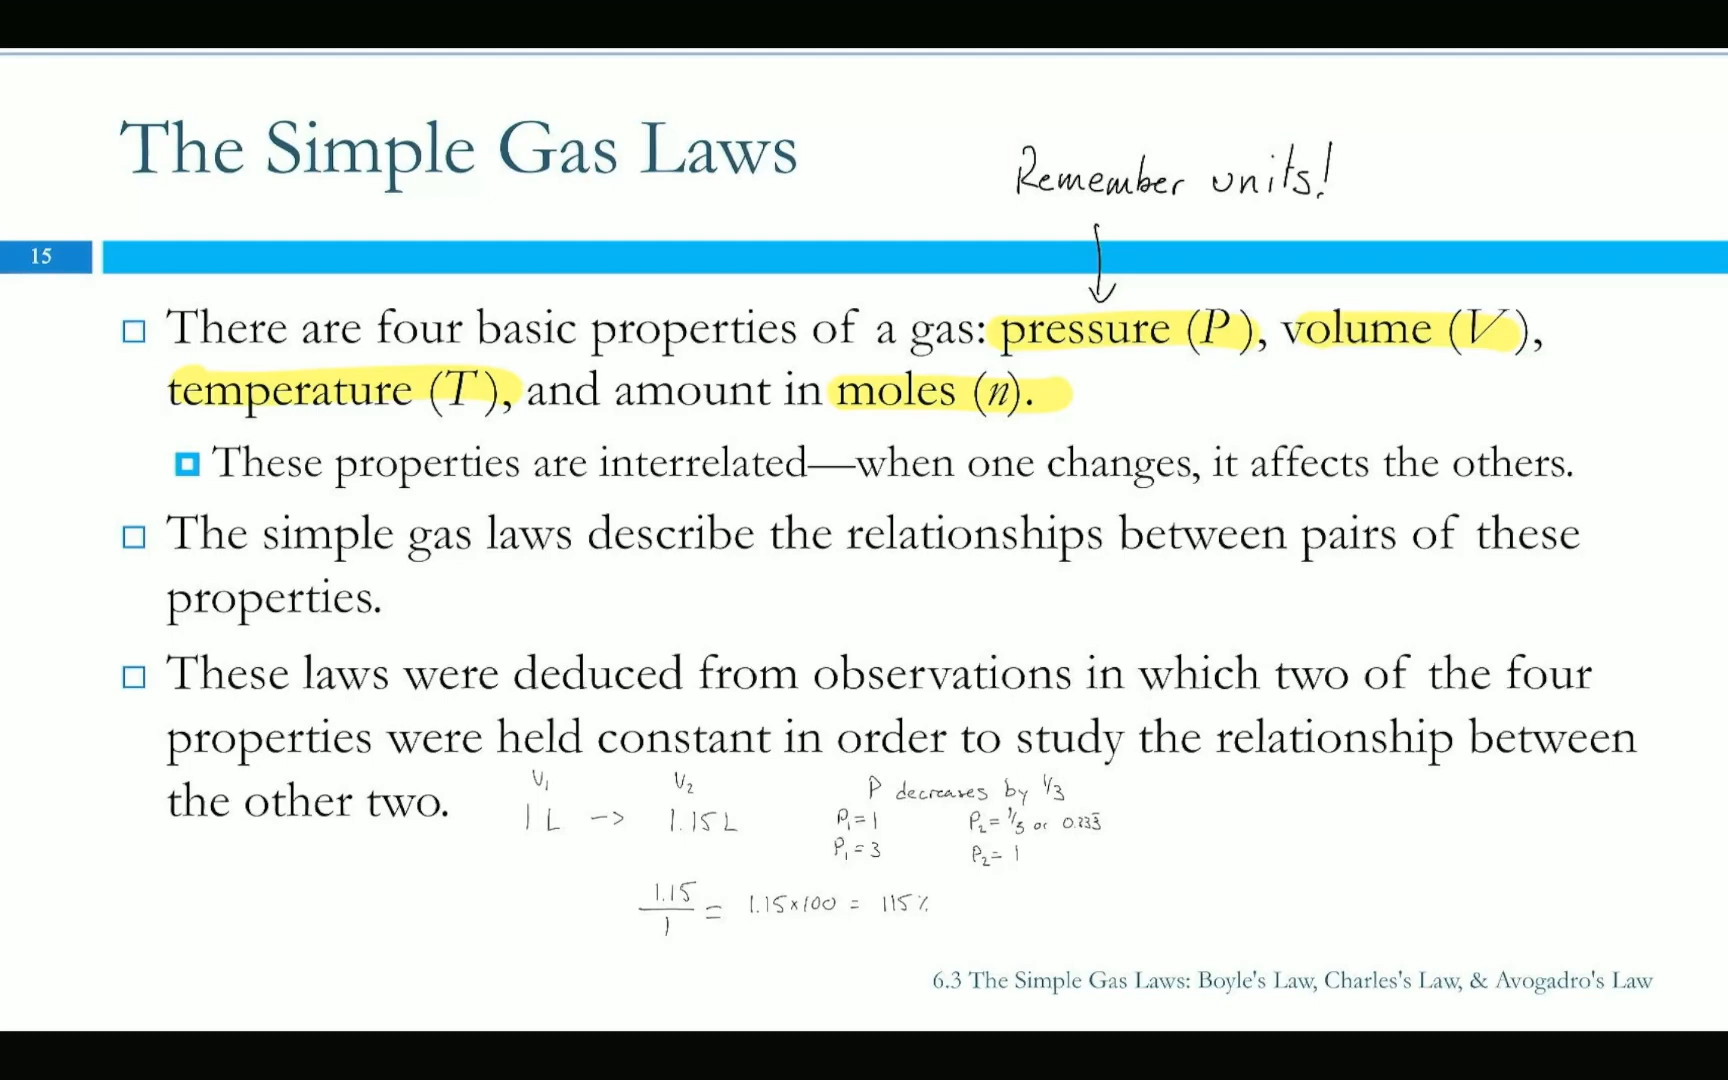 The Simple Gas Laws
Remember units!
15
There are four basic properties of a gas: pressure (P), volume (V),
temperature (T), and amount in moles (n).
These properties are interrelated—when one changes, it affects the others.
The simple gas laws describe the relationships between pairs of these
properties.
These laws were deduced from observations in which two of the four
properties were held constant in order to study the relationship between
the other two.
V₁ V₂ P decreases by 1/3
1 L -> 1.15 L P₁ = 1 P₂ = 1/3 or
P₁ = 3 P₂ = 1
1.15/1 = 1.15×100 = 115%
6.3 The Simple Gas Laws: Boyle's Law, Charles's Law, & Avogadro's Law